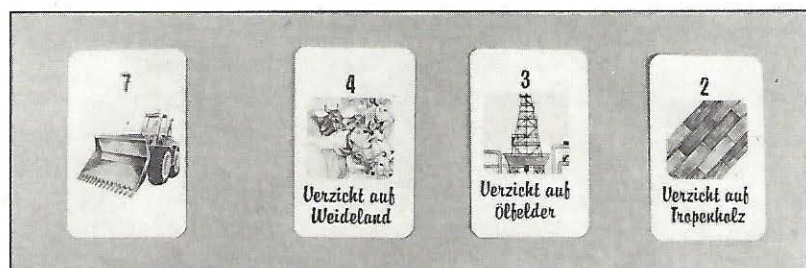 7
4
Verzicht auf
Weideland
3
Verzicht auf
Ölfelder
2
Verzicht auf
Tropenholz